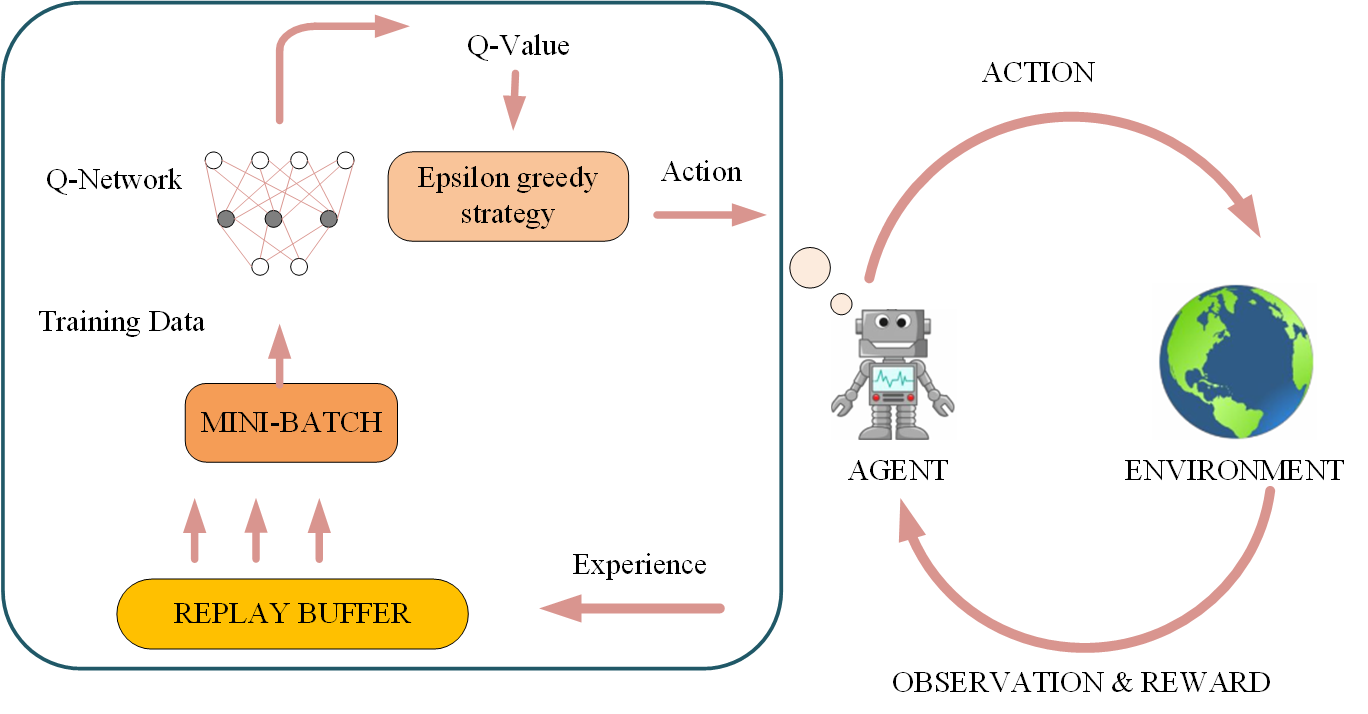 Q-Value
ACTION
Q-Network
Epsilon greedy
strategy
Action
Training Data
MINI-BATCH
AGENT
ENVIRONMENT
Experience
REPLAY BUFFER
OBSERVATION & REWARD